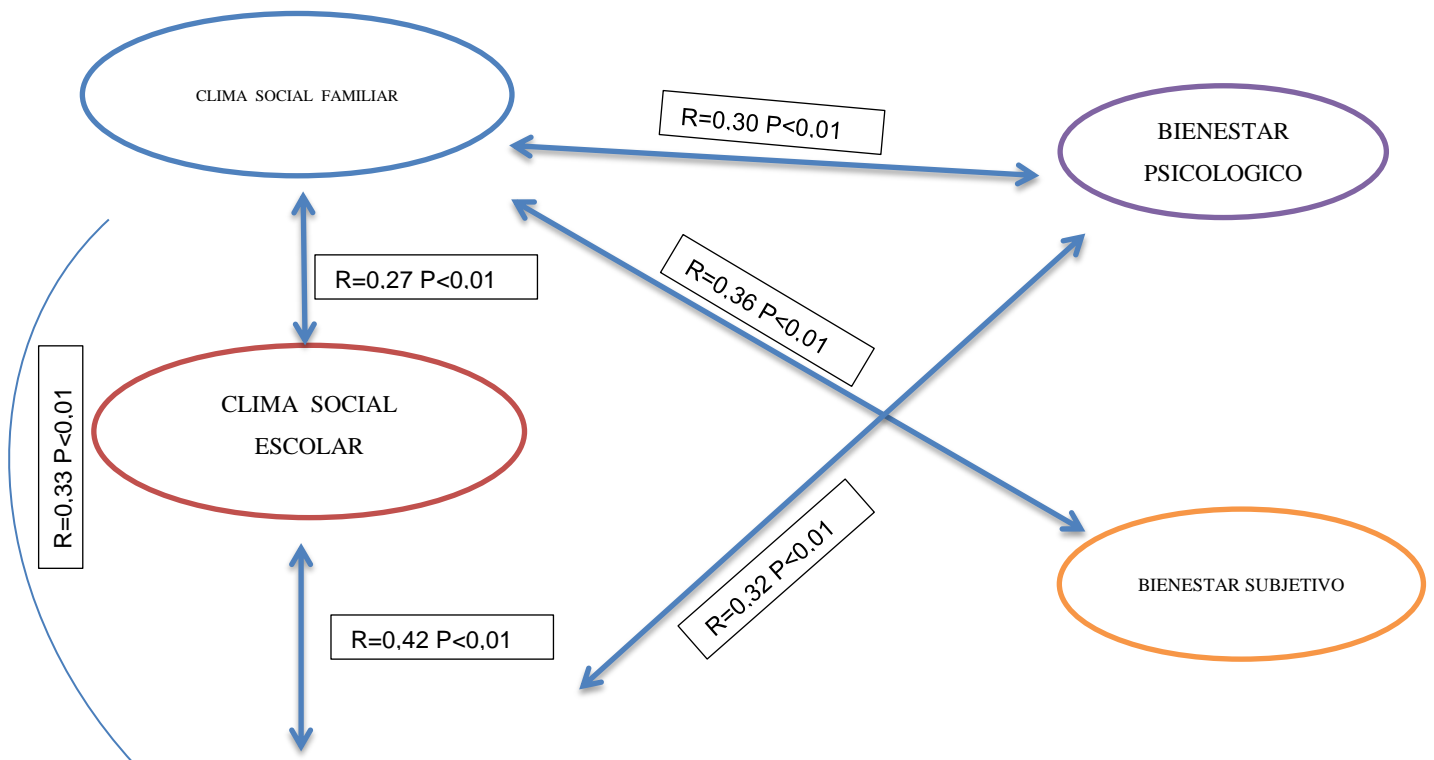 CLIMA SOCIAL FAMILIAR
R=0,30 P<0,01
BIENESTAR
PSICOLOGICO
R=0,27 P<0,01
R=0,36 P<0,01
R=0,33 P<0,01
CLIMA SOCIAL
ESCOLAR
R=0,32 P<0,01
BIENESTAR SUBJETIVO
R=0,42 P<0,01